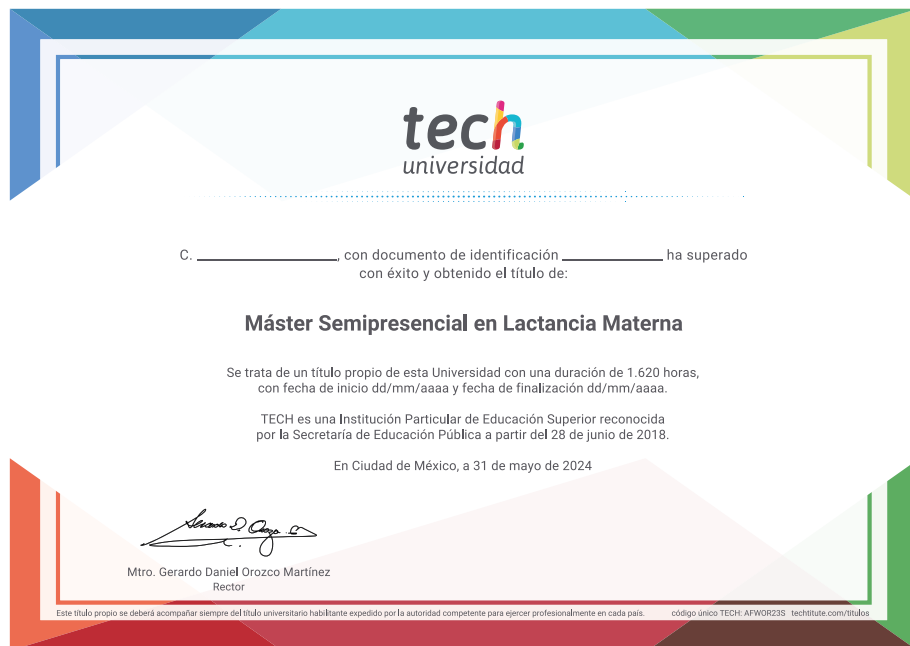 tech
universidad
C. ____________, con documento de identificación ____________ ha superado
con éxito y obtenido el título de:
Máster Semipresencial en Lactancia Materna
Se trata de un título propio de esta Universidad con una duración de 1.620 horas,
con fecha de inicio dd/mm/aaaa y fecha de finalización dd/mm/aaaa.
TECH es una Institución Particular de Educación Superior reconocida
por la Secretaría de Educación Pública a partir del 28 de junio de 2018.
En Ciudad de México, a 31 de mayo de 2024
Mtro. Gerardo Daniel Orozco Martínez
Rector
Este título propio se deberá acompañar siempre del título universitario habilitante expedido por la autoridad competente para ejercer profesionalmente en cada país. código único TECH: AFWOR23S techtitute.com/titulos